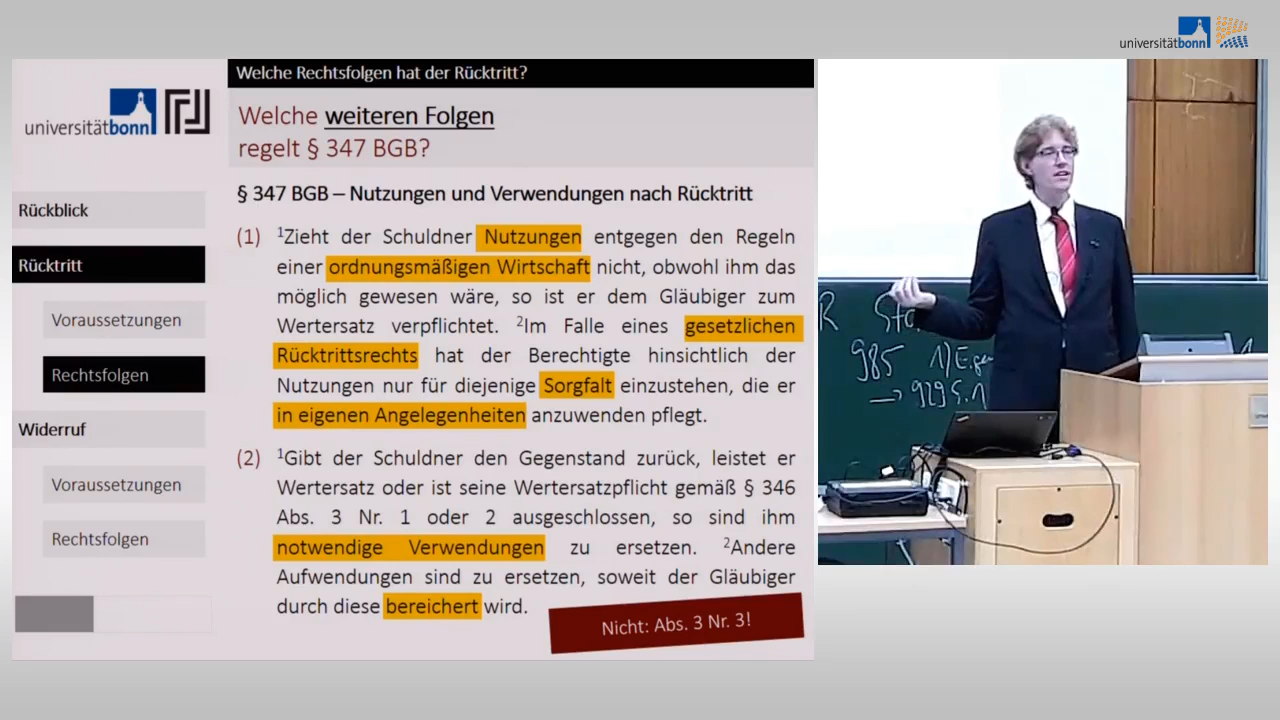 universitätbonn
Welche Rechtsfolgen hat der Rücktritt?
universitätbonn
Welche weiteren Folgen
regelt § 347 BGB?
Rückblick
Rücktritt
Voraussetzungen
Rechtsfolgen
Widerruf
Voraussetzungen
Rechtsfolgen
§ 347 BGB – Nutzungen und Verwendungen nach Rücktritt
(1) ¹Zieht der Schuldner Nutzungen entgegen den Regeln
einer ordnungsmäßigen Wirtschaft nicht, obwohl ihm das
möglich gewesen wäre, so ist er dem Gläubiger zum
Wertersatz verpflichtet. ²Im Falle eines gesetzlichen
Rücktrittsrechts hat der Berechtigte hinsichtlich der
Nutzungen nur für diejenige Sorgfalt einzustehen, die er
in eigenen Angelegenheiten anzuwenden pflegt.
(2) ¹Gibt der Schuldner den Gegenstand zurück, leistet er
Wertersatz oder ist seine Wertersatzpflicht gemäß § 346
Abs. 3 Nr. 1 oder 2 ausgeschlossen, so sind ihm
notwendige Verwendungen zu ersetzen. ²Andere
Aufwendungen sind zu ersetzen, soweit der Gläubiger
durch diese bereichert wird.
Nicht: Abs. 3 Nr. 3!
985 1)
→ 929 S. 1